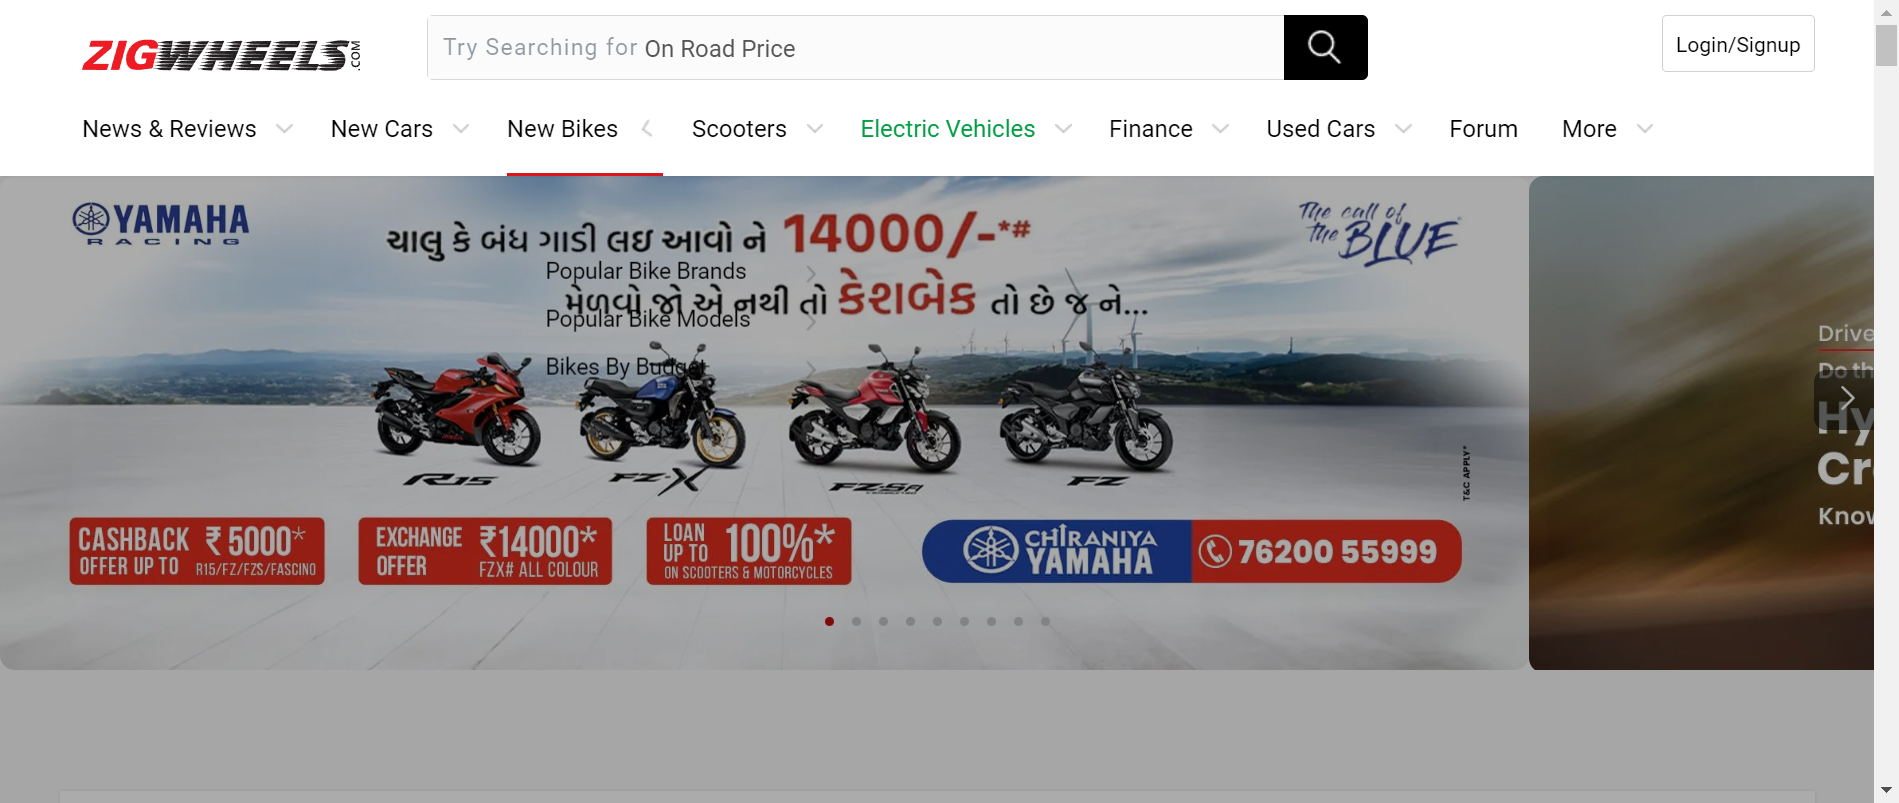 ZIGWHEELS.COM
Try Searching for On Road Price
Login/Signup
News & Reviews
New Cars
New Bikes
Scooters
Electric Vehicles
Finance
Used Cars
Forum
More
YAMAHA
RACING
ચાલુ કે બંધ ગાડી લઇ આવો ને 14000/-*#
મેળવો જો એ નથી તો કેશબેક તો છે જ ને...
The call of
the BLUE
Popular Bike Brands
Popular Bike Models
Bikes By Budget
R15
FZ-X
FZ-S
FZ
T&C APPLY*
CASHBACK ₹ 5000*
OFFER UP TO R15/FZ/FZS/FASCINO
EXCHANGE ₹14000*
OFFER FZX# ALL COLOUR
LOAN
UP TO 100%*
ON SCOOTERS & MOTORCYCLES
CHIRANIYA
YAMAHA
76200 55999
Drive
Do th
Hy
Cr
Know